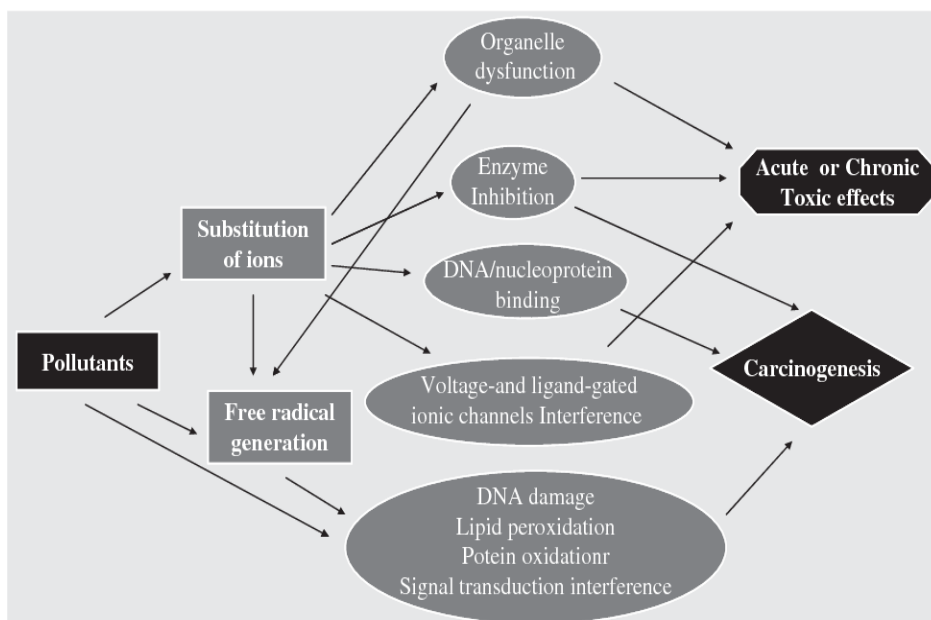 Organelle
dysfunction
Enzyme
Inhibition
Acute or Chronic
Toxic effects
Substitution
of ions
DNA/nucleoprotein
binding
Pollutants
Carcinogenesis
Voltage-and ligand-gated
ionic channels Interference
Free radical
generation
DNA damage
Lipid peroxidation
Potein oxidationr
Signal transduction interference